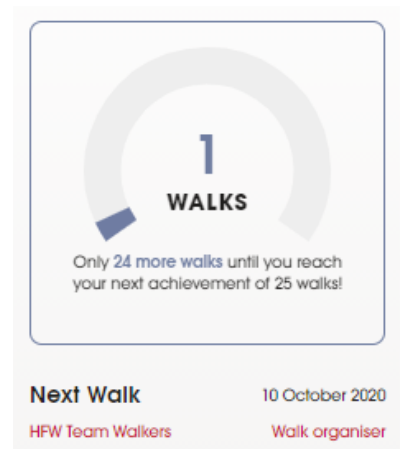 1
WALKS
Only 24 more walks until you reach
your next achievement of 25 walks!
Next Walk 10 October 2020
HFW Team Walkers Walk organiser